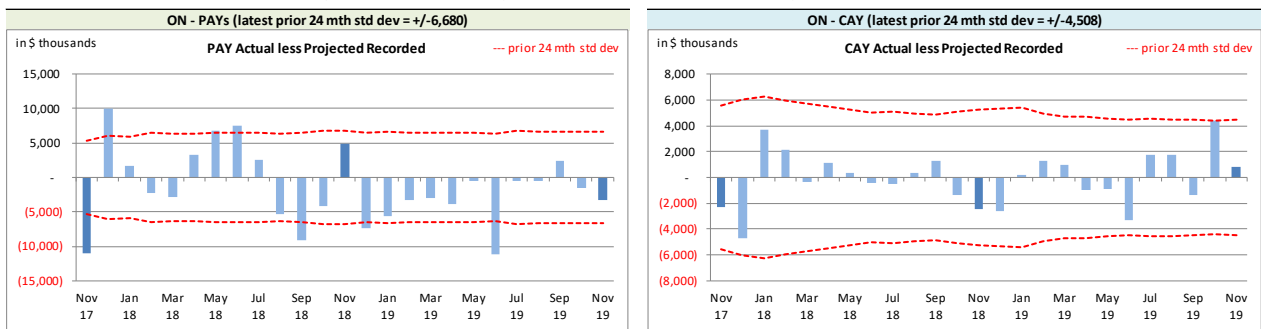 ON - PAYs (latest prior 24 mth std dev = +/-6,680)
in $ thousands
PAY Actual less Projected Recorded
--- prior 24 mth std dev
15,000
10,000
5,000
-
(5,000)
(10,000)
(15,000)
Nov Jan Mar May Jul Sep Nov Jan Mar May Jul Sep Nov
17 18 18 18 18 18 18 19 19 19 19 19 19
ON - CAY (latest prior 24 mth std dev = +/-4,508)
in $ thousands
CAY Actual less Projected Recorded
--- prior 24 mth std dev
8,000
6,000
4,000
2,000
-
(2,000)
(4,000)
(6,000)
(8,000)
Nov Jan Mar May Jul Sep Nov Jan Mar May Jul Sep Nov
17 18 18 18 18 18 18 19 19 19 19 19 19